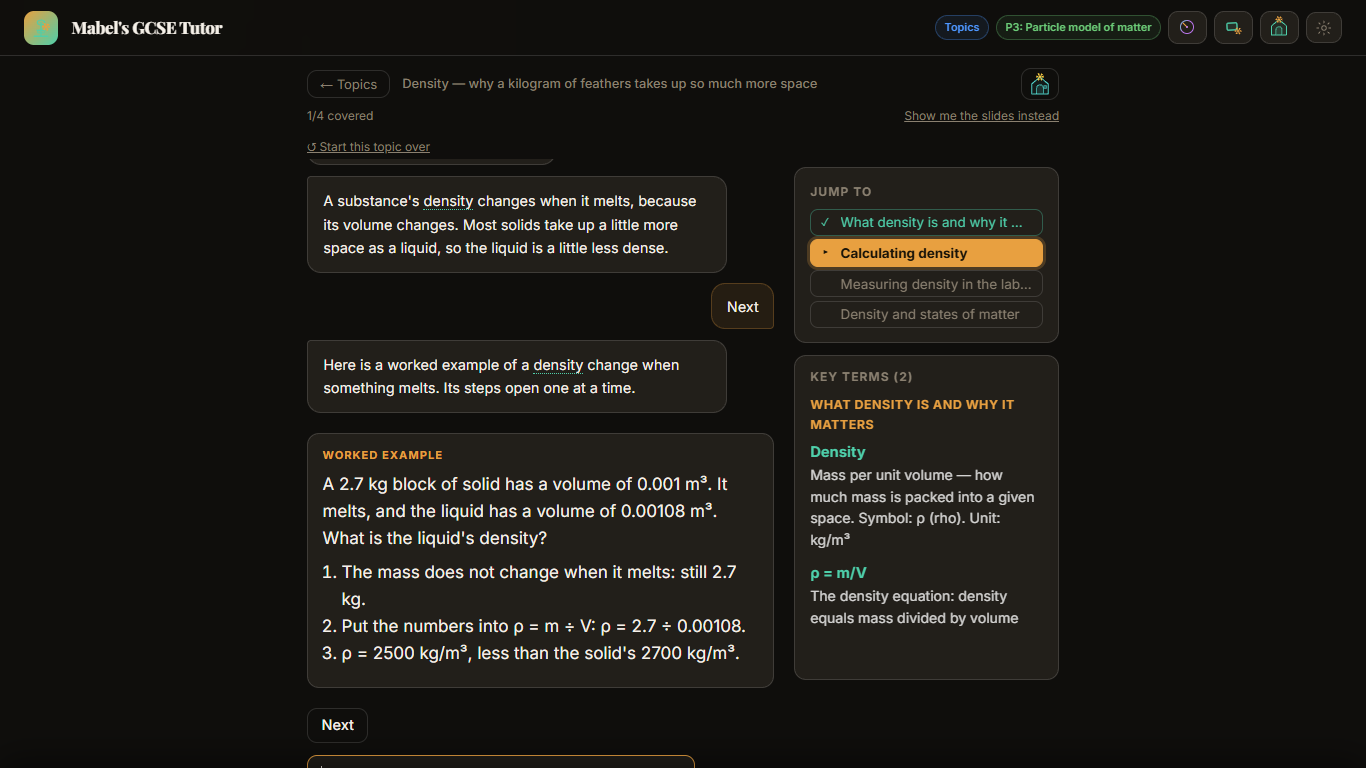 Mabel's GCSE Tutor
Topics
P3: Particle model of matter
← Topics
Density — why a kilogram of feathers takes up so much more space
1/4 covered
Show me the slides instead
↺ Start this topic over
A substance's density changes when it melts, because
its volume changes. Most solids take up a little more
space as a liquid, so the liquid is a little less dense.
Next
Here is a worked example of a density change when
something melts. Its steps open one at a time.
WORKED EXAMPLE
A 2.7 kg block of solid has a volume of 0.001 m³. It
melts, and the liquid has a volume of 0.00108 m³.
What is the liquid's density?
1. The mass does not change when it melts: still 2.7
kg.
2. Put the numbers into ρ = m ÷ V: ρ = 2.7 ÷ 0.00108.
3. ρ = 2500 kg/m³, less than the solid's 2700 kg/m³.
Next
JUMP TO
✓ What density is and why it ...
▸ Calculating density
Measuring density in the lab...
Density and states of matter
KEY TERMS (2)
WHAT DENSITY IS AND WHY IT
MATTERS
Density
Mass per unit volume — how
much mass is packed into a given
space. Symbol: ρ (rho). Unit:
kg/m³
ρ = m/V
The density equation: density
equals mass divided by volume